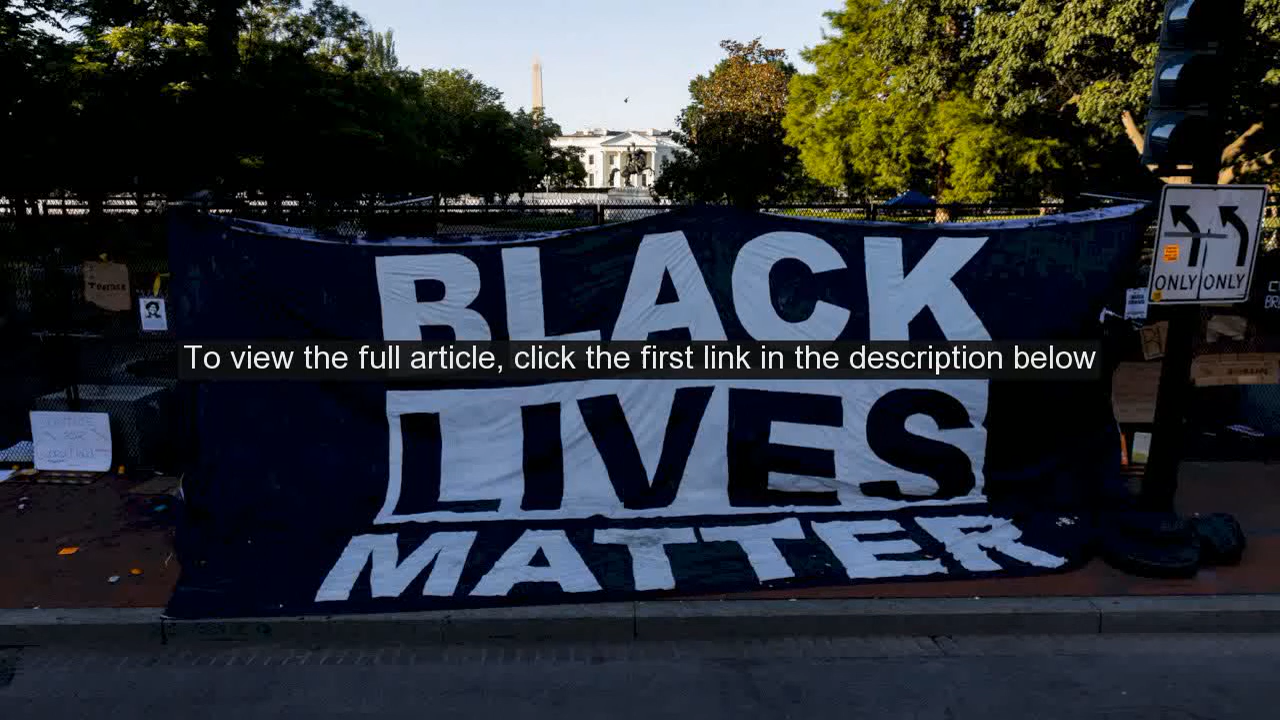 BLACK
To view the full article, click the first link in the description below
LIVES
MATTER
ONLY ONLY